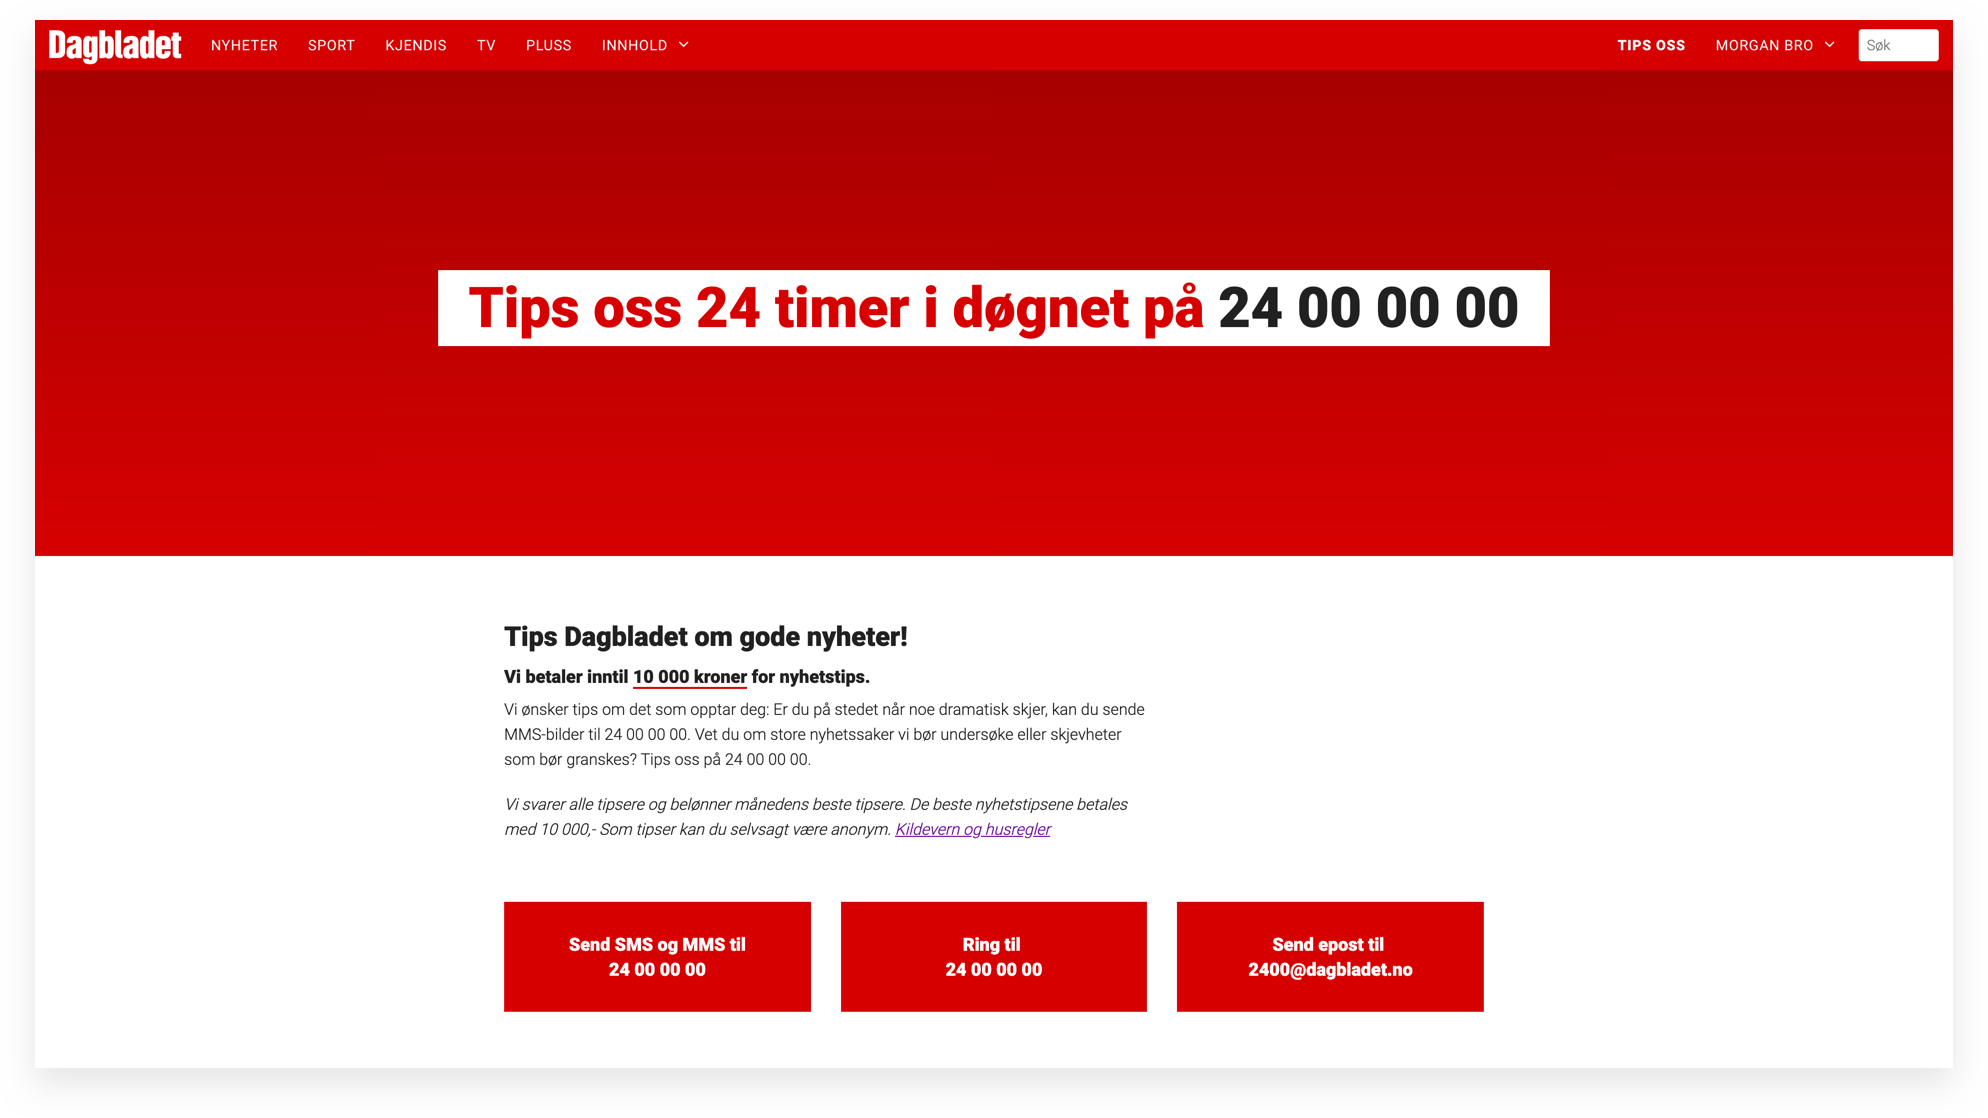 Dagbladet NYHETER SPORT KJENDIS TV PLUSS INNHOLD TIPS OSS MORGAN BRO Søk
Tips oss 24 timer i døgnet på 24 00 00 00
Tips Dagbladet om gode nyheter!
Vi betaler inntil 10 000 kroner for nyhetstips.
Vi ønsker tips om det som opptar deg: Er du på stedet når noe dramatisk skjer, kan du sende
MMS-bilder til 24 00 00 00. Vet du om store nyhetssaker vi bør undersøke eller skjevheter
som bør granskes? Tips oss på 24 00 00 00.
Vi svarer alle tipsere og belønner månedens beste tipsere. De beste nyhetstipsene betales
med 10 000,- Som tipser kan du selvsagt være anonym. Kildevern og husregler
Send SMS og MMS til
24 00 00 00
Ring til
24 00 00 00
Send epost til
2400@dagbladet.no